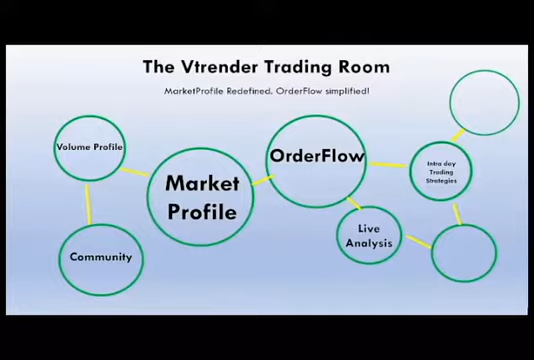 The Vtrender Trading Room
MarketProfile Redefined. OrderFlow simplified!
Volume Profile
Market
Profile
OrderFlow
Intra day
Trading
Strategies
Community
Live
Analysis